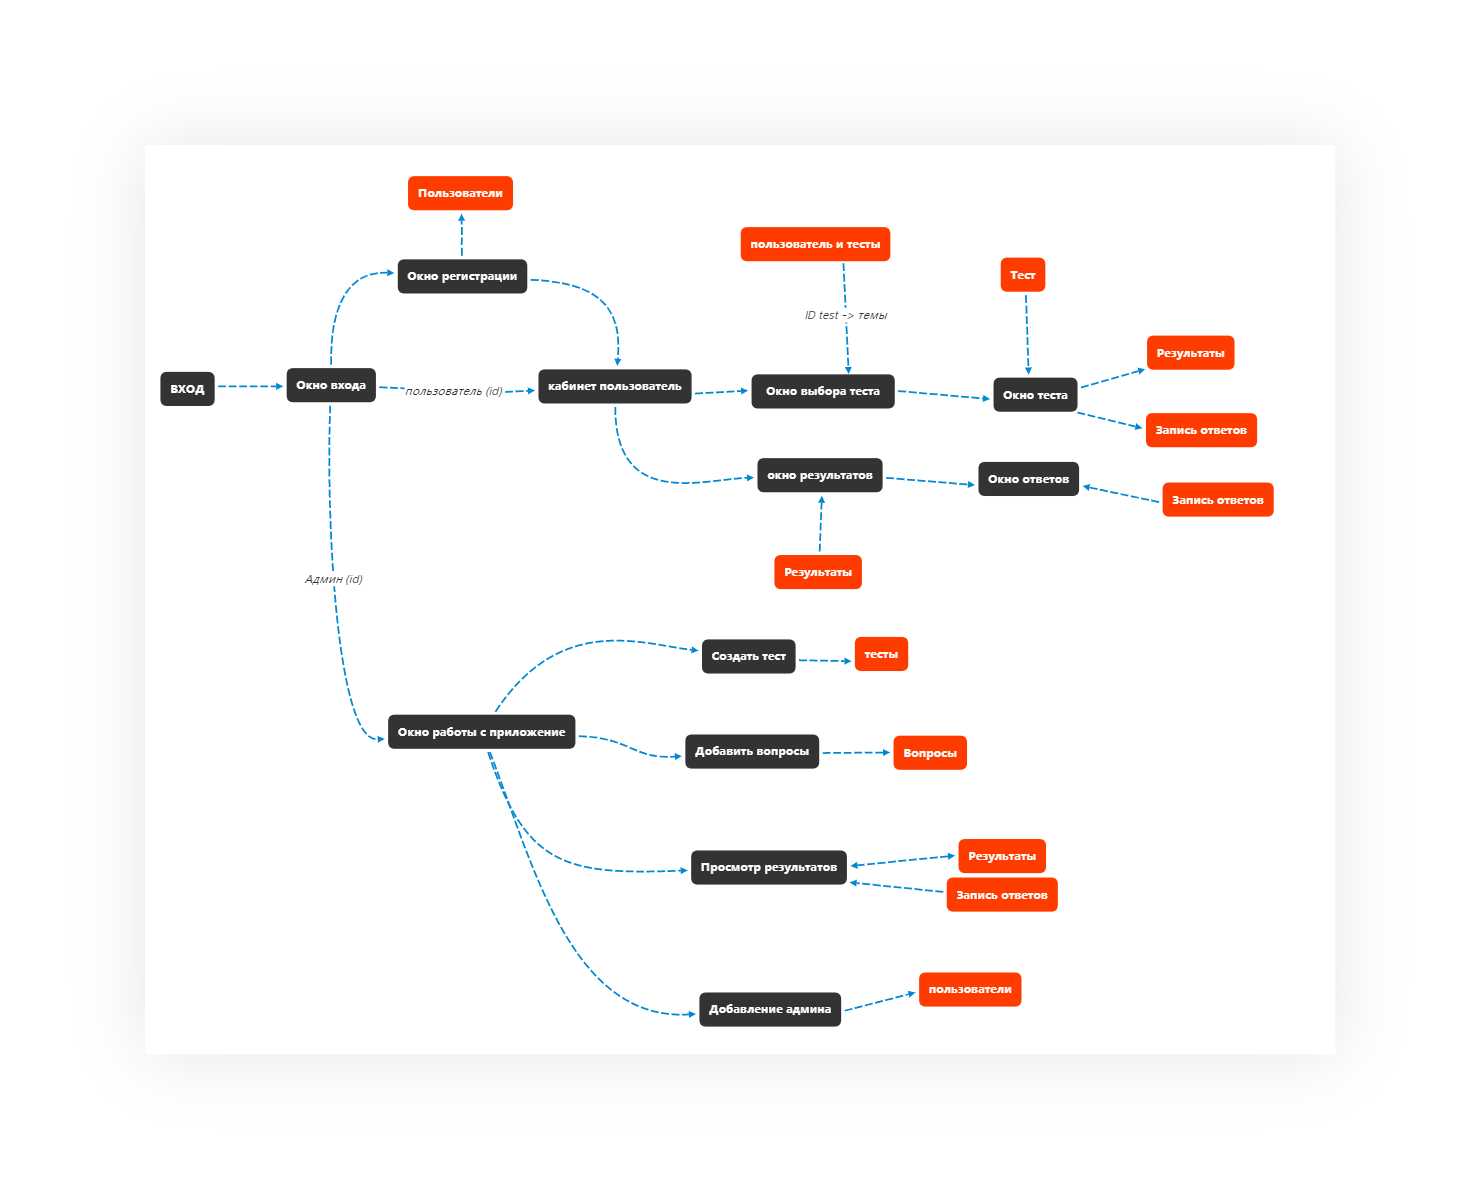 Пользователи
пользователь и тесты
Окно регистрации
Тест
ID test -> темы
Результаты
ВХОД
Окно входа
пользователь (id)
кабинет пользователь
Окно выбора теста
Окно теста
Запись ответов
окно результатов
Окно ответов
Запись ответов
Результаты
Админ (id)
Создать тест
тесты
Окно работы с приложение
Добавить вопросы
Вопросы
Просмотр результатов
Результаты
Запись ответов
Добавление админа
пользователи